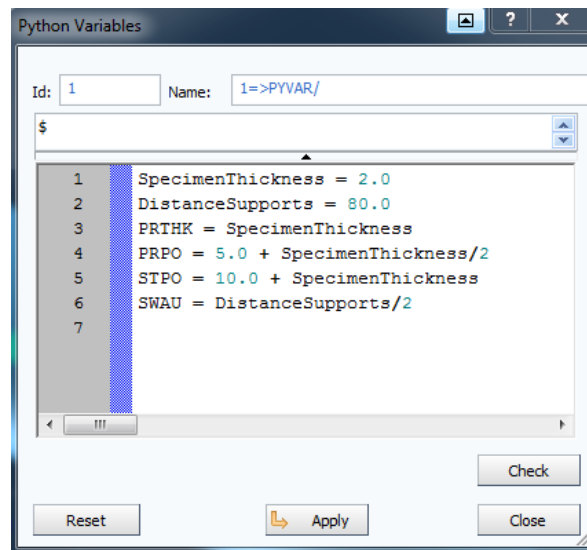 Python Variables
?
X
Id: 1 Name: 1=>PYVAR/
$
1 SpecimenThickness = 2.0
2 DistanceSupports = 80.0
3 PRTHK = SpecimenThickness
4 PRPO = 5.0 + SpecimenThickness/2
5 STPO = 10.0 + SpecimenThickness
6 SWAU = DistanceSupports/2
7
Check
Reset Apply Close